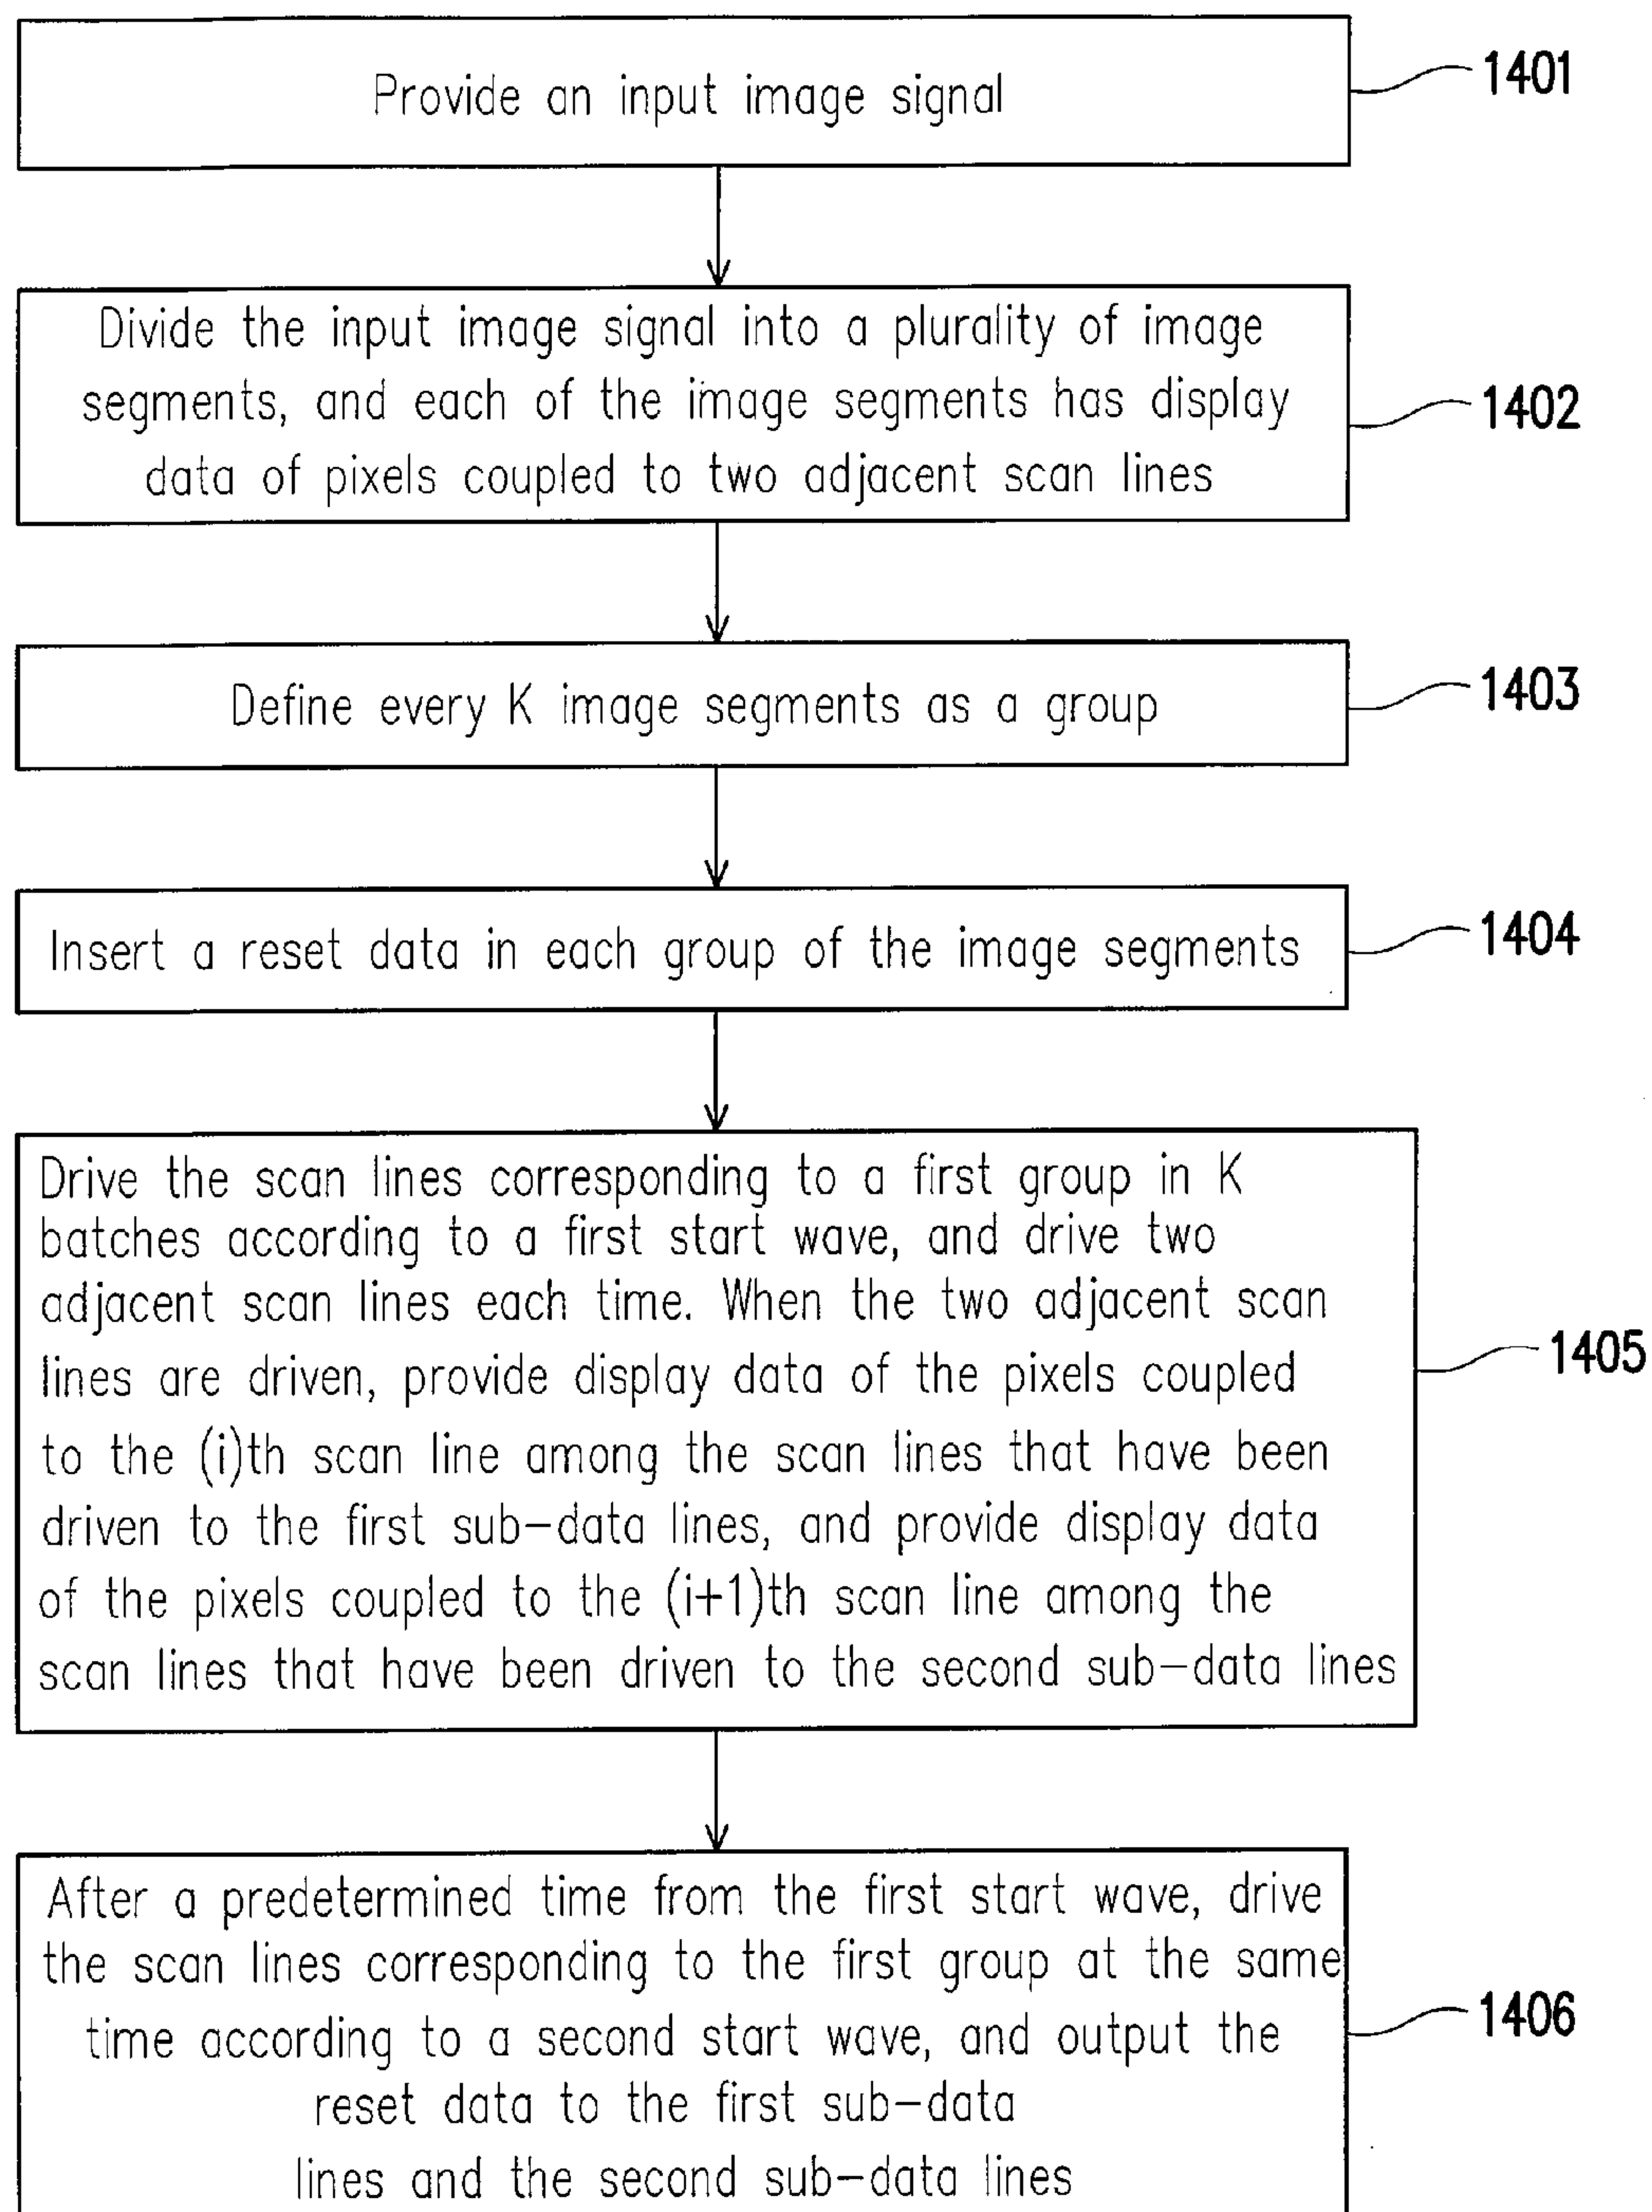 Provide an input image signal
1401
Divide the input image signal into a plurality of image
segments, and each of the image segments has display
data of pixels coupled to two adjacent scan lines
1402
Define every K image segments as a group
1403
Insert a reset data in each group of the image segments
1404
Drive the scan lines corresponding to a first group in K
batches according to a first start wave, and drive two
adjacent scan lines each time. When the two adjacent scan
lines are driven, provide display data of the pixels coupled
to the (i)th scan line among the scan lines that have been
driven to the first sub-data lines, and provide display data
of the pixels coupled to the (i+1)th scan line among the
scan lines that have been driven to the second sub-data lines
1405
After a predetermined time from the first start wave, drive
the scan lines corresponding to the first group at the same
time according to a second start wave, and output the
reset data to the first sub-data
lines and the second sub-data lines
1406